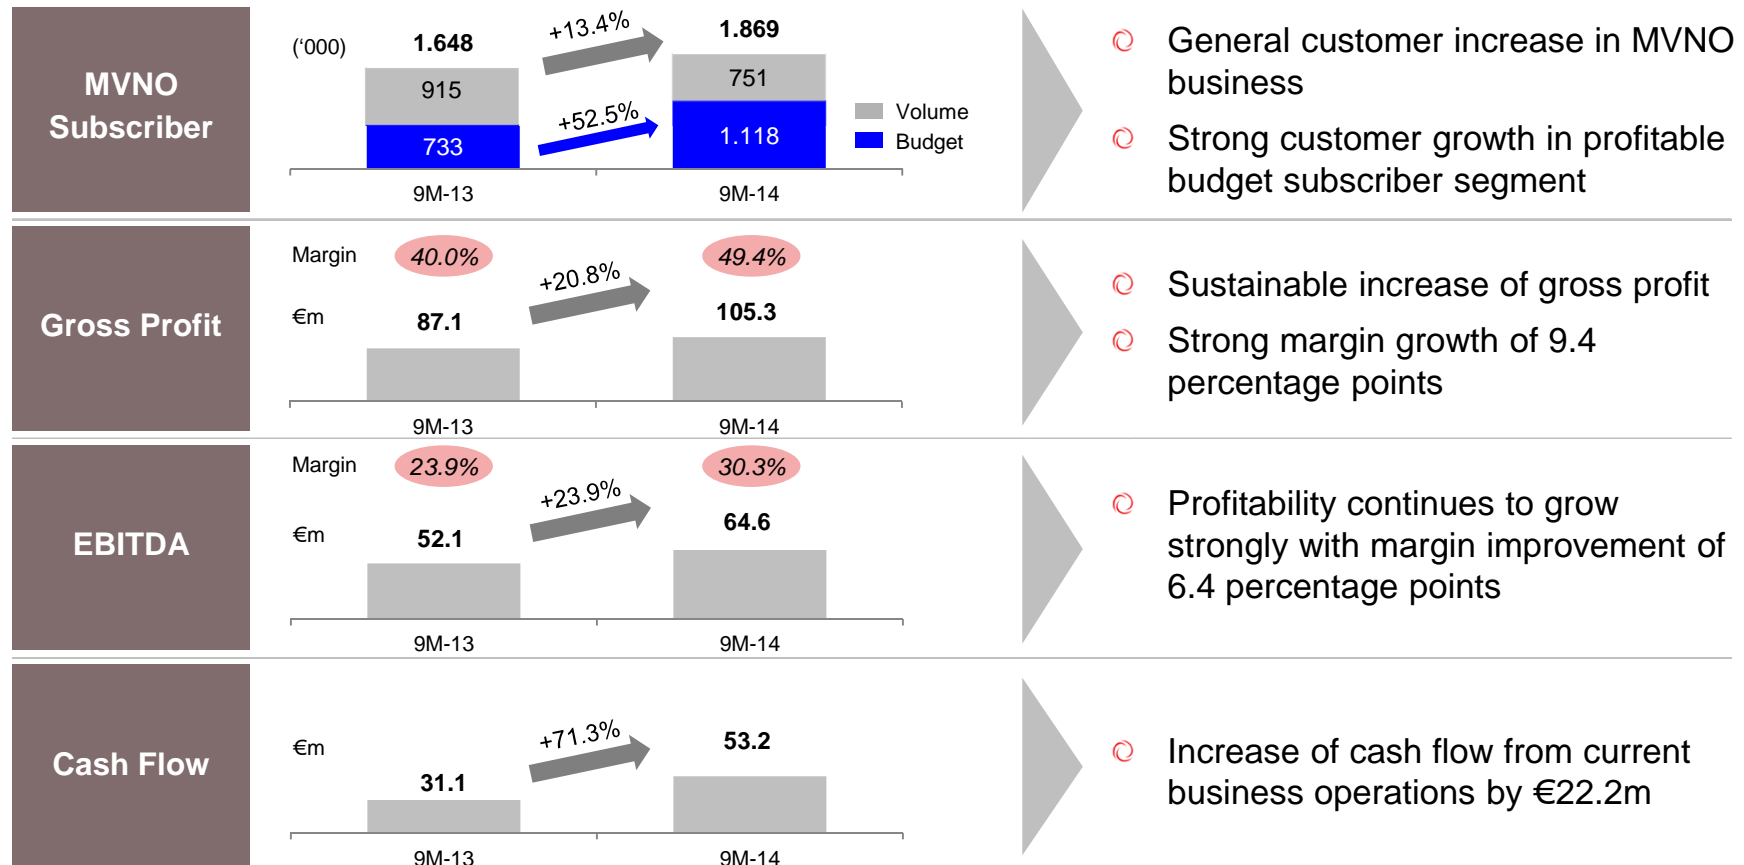 MVNO
Subscriber
('000)
1.648
+13.4%
1.869
915
751
+52.5%
733
1.118
Volume
Budget
9M-13
9M-14
General customer increase in MVNO
business
Strong customer growth in profitable
budget subscriber segment
Gross Profit
Margin
40.0%
49.4%
+20.8%
€m
87.1
105.3
9M-13
9M-14
Sustainable increase of gross profit
Strong margin growth of 9.4
percentage points
EBITDA
Margin
23.9%
30.3%
+23.9%
€m
52.1
64.6
9M-13
9M-14
Profitability continues to grow
strongly with margin improvement of
6.4 percentage points
Cash Flow
€m
+71.3%
31.1
53.2
9M-13
9M-14
Increase of cash flow from current
business operations by €22.2m